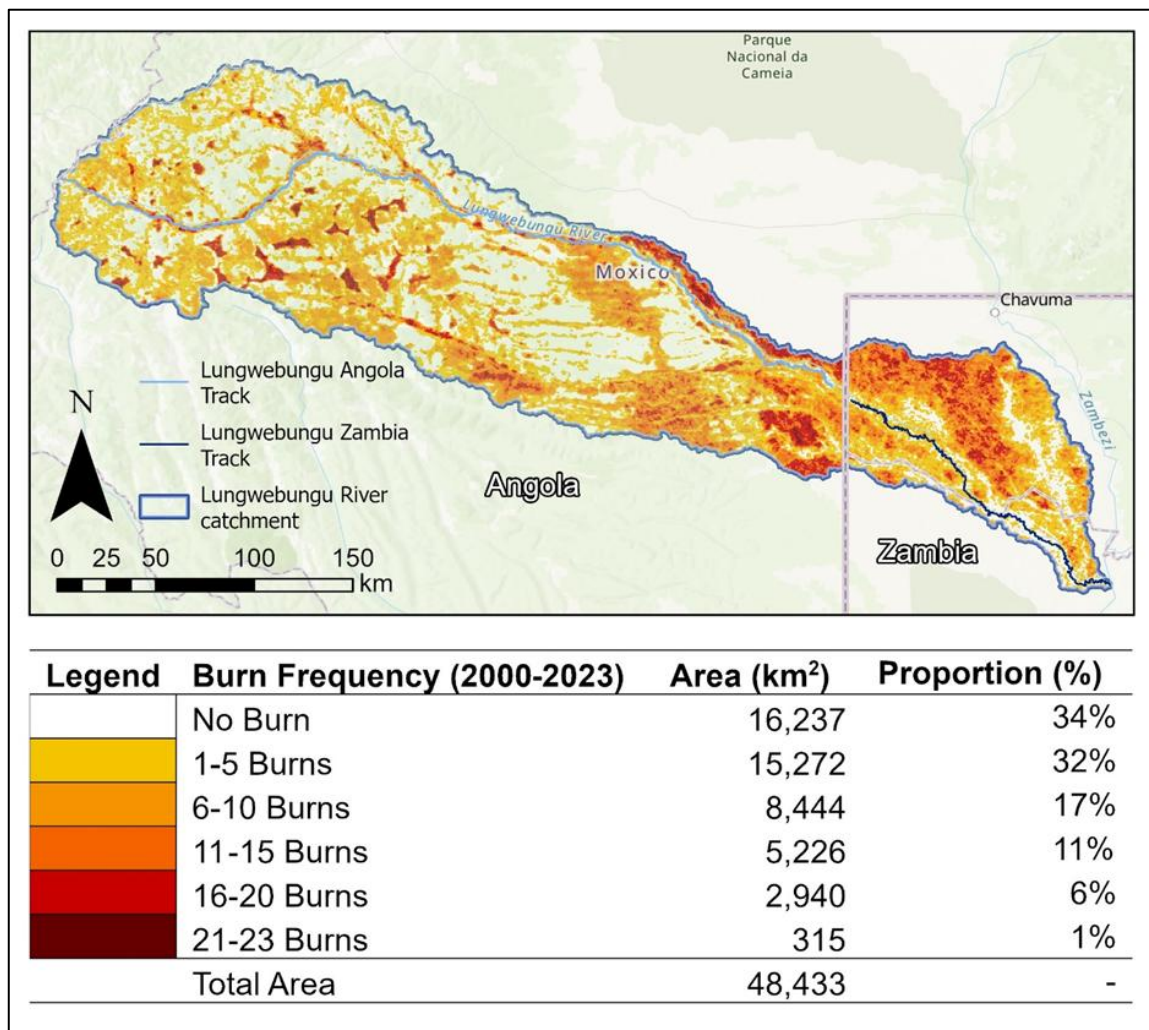 Parque
Nacional da
Cameia
Lungwebungu River
Moxico
Chavuma
Zambezi
Lungwebungu Angola
Track
N
Lungwebungu Zambia
Track
Lungwebungu River
catchment
Angola
Zambia
0 25 50 100 150
km
Legend Burn Frequency (2000-2023) Area (km²) Proportion (%)
No Burn 16,237 34%
1-5 Burns 15,272 32%
6-10 Burns 8,444 17%
11-15 Burns 5,226 11%
16-20 Burns 2,940 6%
21-23 Burns 315 1%
Total Area 48,433 -